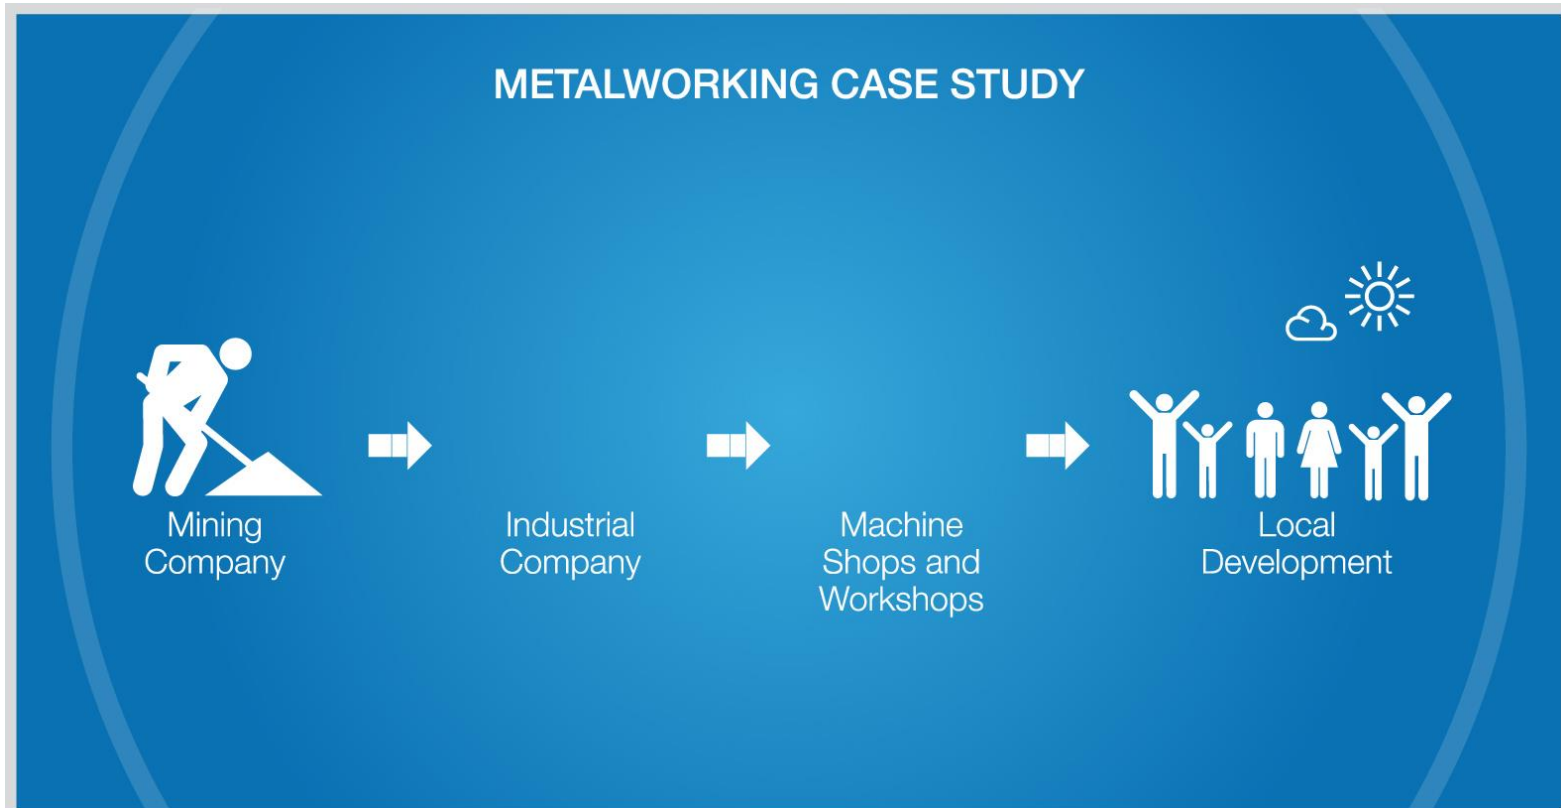 METALWORKING CASE STUDY
Mining
Company
Industrial
Company
Machine
Shops and
Workshops
Local
Development